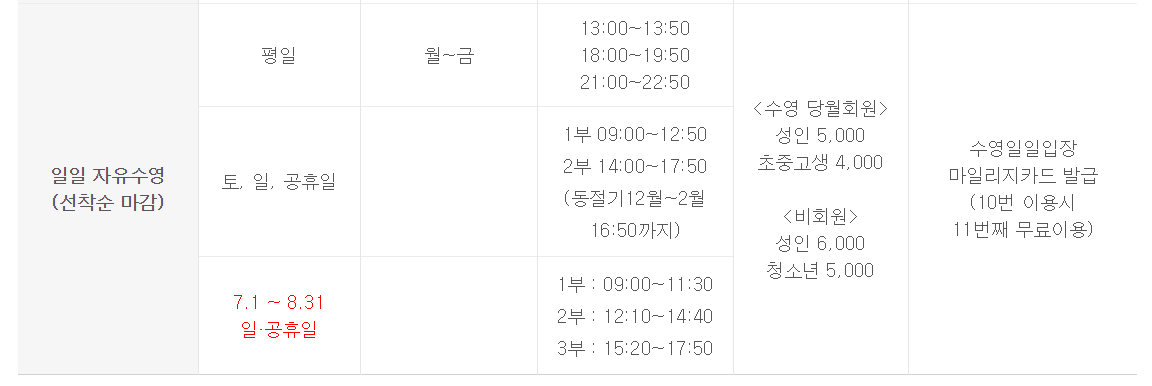 일일 자유수영
(선착순 마감)
평일
월~금
13:00~13:50
18:00~19:50
21:00~22:50
토, 일, 공휴일
1부 09:00~12:50
2부 14:00~17:50
(동절기12월~2월
16:50까지)
7.1 ~ 8.31
일·공휴일
1부 : 09:00~11:30
2부 : 12:10~14:40
3부 : 15:20~17:50
<수영 당월회원>
성인 5,000
초중고생 4,000
<비회원>
성인 6,000
청소년 5,000
수영일일입장
마일리지카드 발급
(10번 이용시
11번째 무료이용)